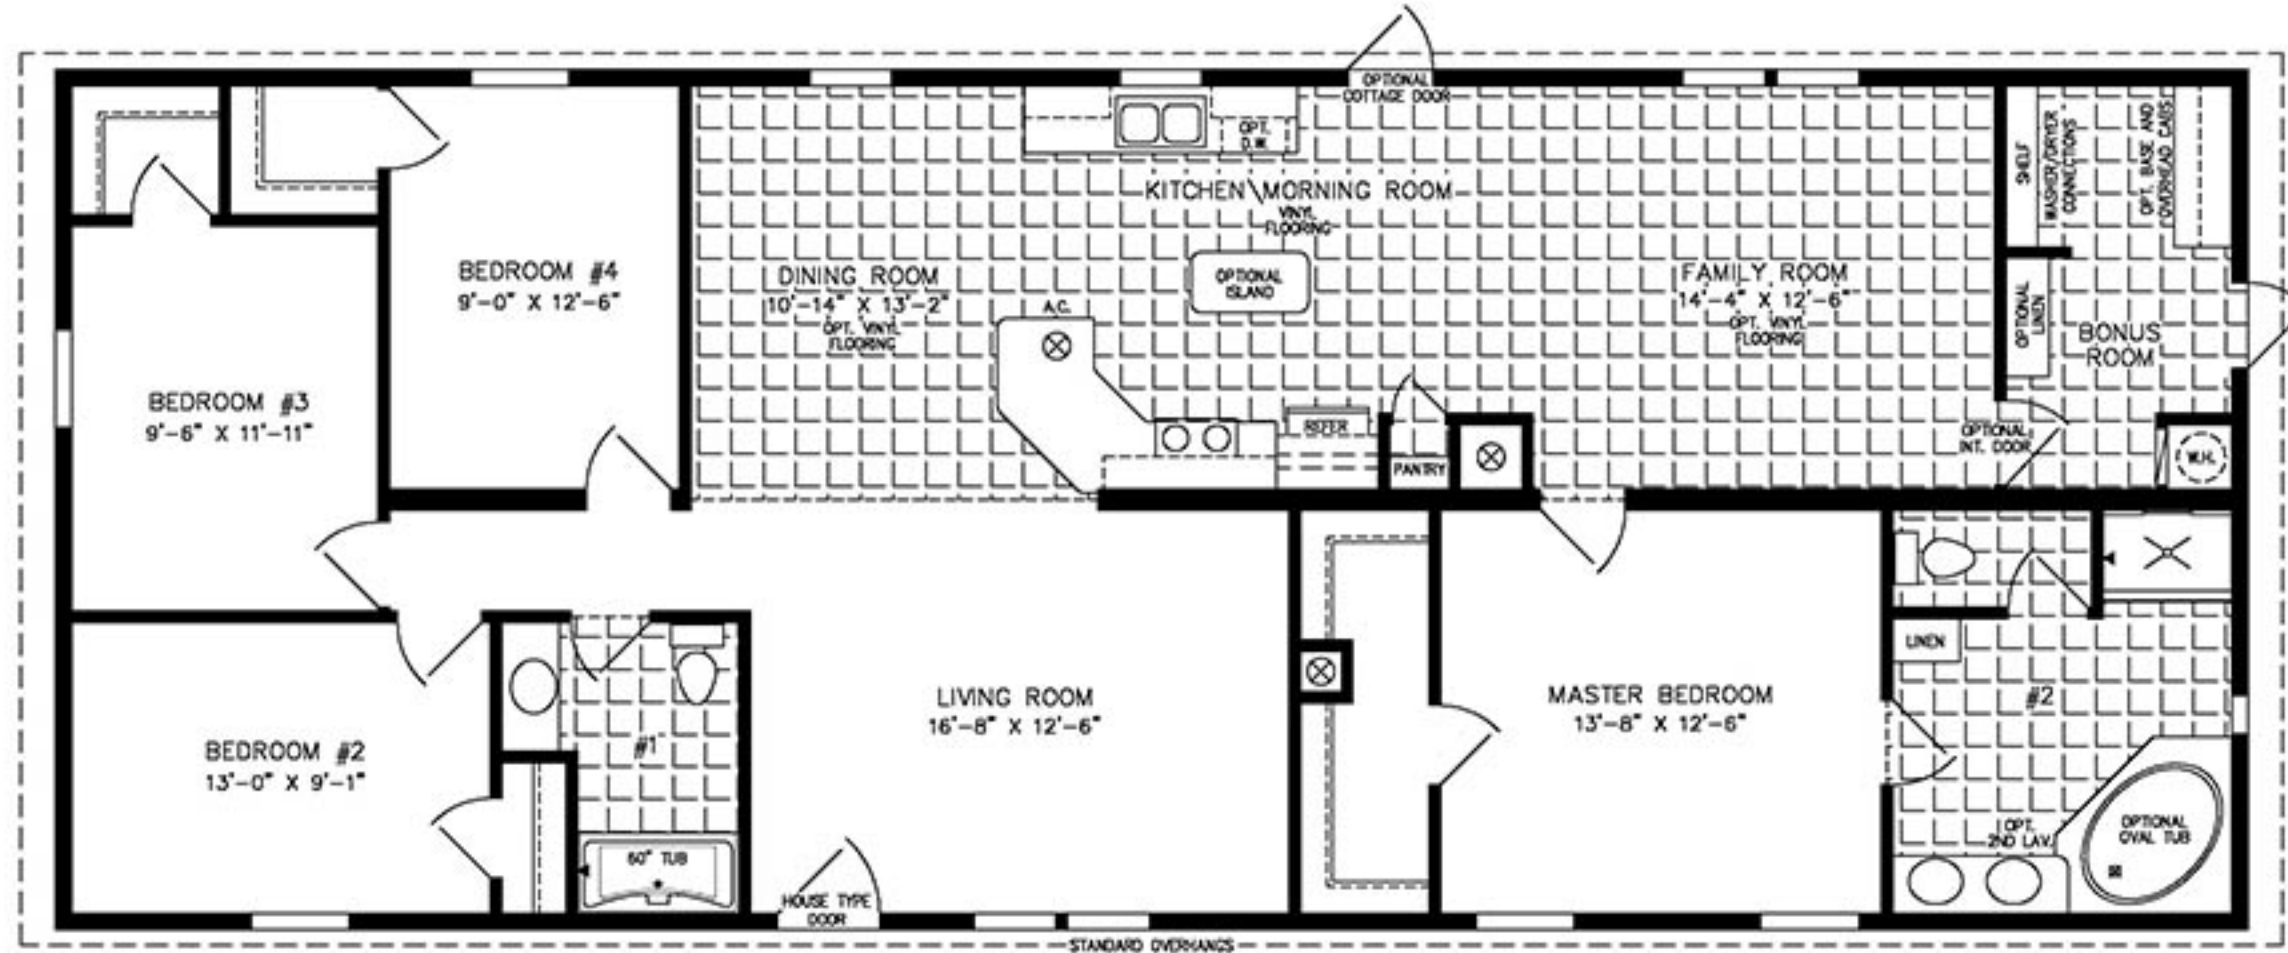 OPTIONAL
COTTAGE DOOR
OPT.
D.W.
SHELF
WASHER/DRYER
CONNECTIONS
OPT. BASE AND
OVERHEAD CABS
KITCHEN\MORNING ROOM
VINYL
FLOORING
BEDROOM #4
9'-0" X 12'-6"
DINING ROOM
10'-14" X 13'-2"
OPT. VINYL
FLOORING
A.C.
OPTIONAL
ISLAND
FAMILY ROOM
14'-4" X 12'-6"
OPT. VINYL
FLOORING
OPTIONAL
LINEN
BONUS
ROOM
BEDROOM #3
9'-6" X 11'-11"
REFER
PANTRY
OPTIONAL
INT. DOOR
W.H.
LINEN
BEDROOM #2
13'-0" X 9'-1"
#1
LIVING ROOM
16'-8" X 12'-6"
MASTER BEDROOM
13'-8" X 12'-6"
#2
60" TUB
OPT.
2ND LAV.
OPTIONAL
OVAL TUB
HOUSE TYPE
DOOR
STANDARD OVERHANGS